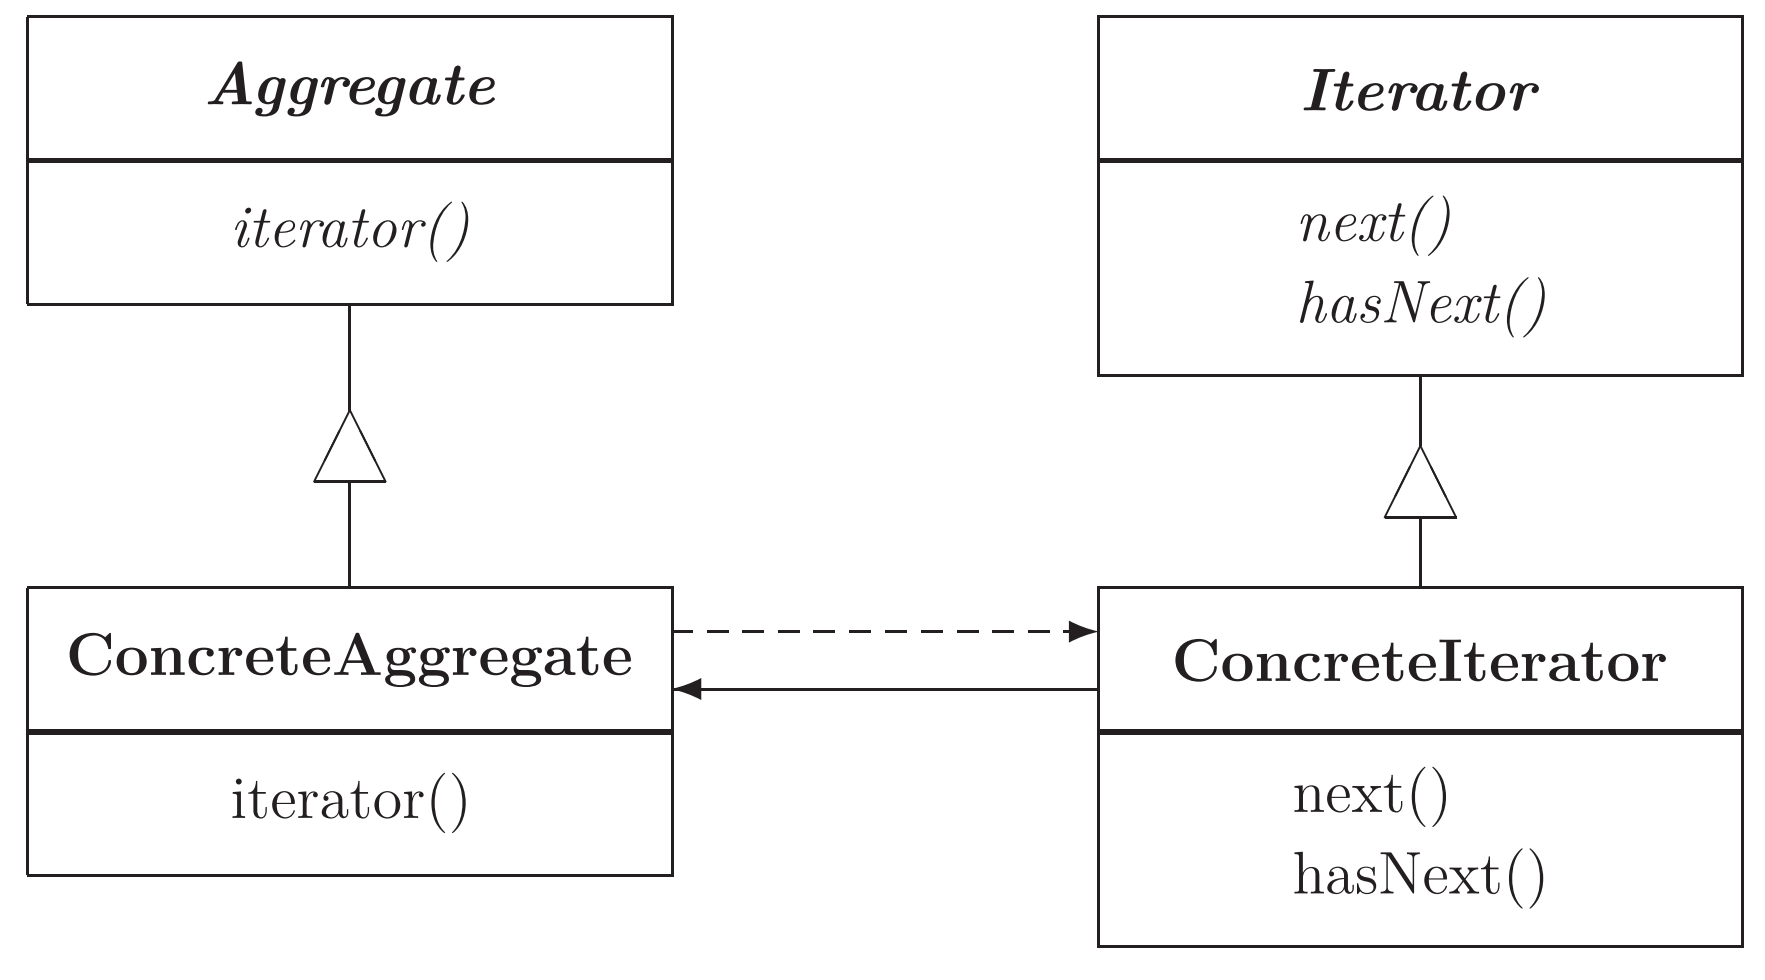 Aggregate
iterator()
Iterator
next()
hasNext()
ConcreteAggregate
iterator()
ConcreteIterator
next()
hasNext()